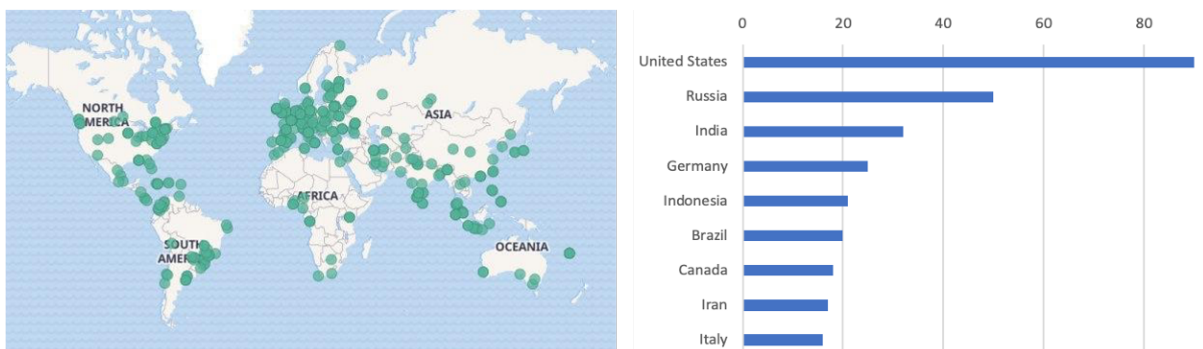 NORTH
AMERICA
ASIA
AFRICA
SOUTH
AMERICA
OCEANIA
0 20 40 60 80
United States
Russia
India
Germany
Indonesia
Brazil
Canada
Iran
Italy